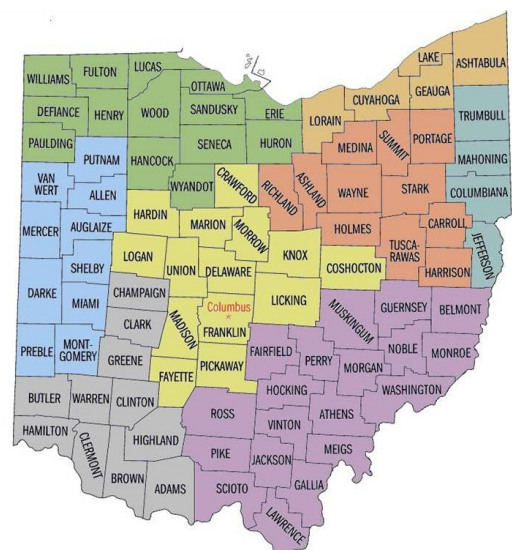 LAKE
ASHTABULA
LUCAS
WILLIAMS
FULTON
OTTAWA
CUYAHOGA
GEAUGA
DEFIANCE
HENRY
WOOD
SANDUSKY
ERIE
LORAIN
TRUMBULL
PAULDING
SENECA
HURON
MEDINA
SUMMIT
PORTAGE
PUTNAM
HANCOCK
MAHONING
VAN
WERT
ALLEN
WYANDOT
CRAWFORD
RICHLAND
ASHLAND
WAYNE
STARK
COLUMBIANA
HARDIN
MERCER
AUGLAIZE
MARION
MORROW
HOLMES
CARROLL
TUSCA-
RAWAS
JEFFERSON
LOGAN
UNION
KNOX
COSHOCTON
HARRISON
SHELBY
DELAWARE
DARKE
MIAMI
CHAMPAIGN
LICKING
MUSKINGUM
GUERNSEY
BELMONT
CLARK
MADISON
Columbus
FRANKLIN
PREBLE
MONT-
GOMERY
GREENE
FAYETTE
PICKAWAY
FAIRFIELD
PERRY
MORGAN
NOBLE
MONROE
BUTLER
WARREN
CLINTON
HOCKING
WASHINGTON
ROSS
ATHENS
HAMILTON
CLERMONT
HIGHLAND
VINTON
MEIGS
PIKE
JACKSON
BROWN
ADAMS
SCIOTO
GALLIA
LAWRENCE